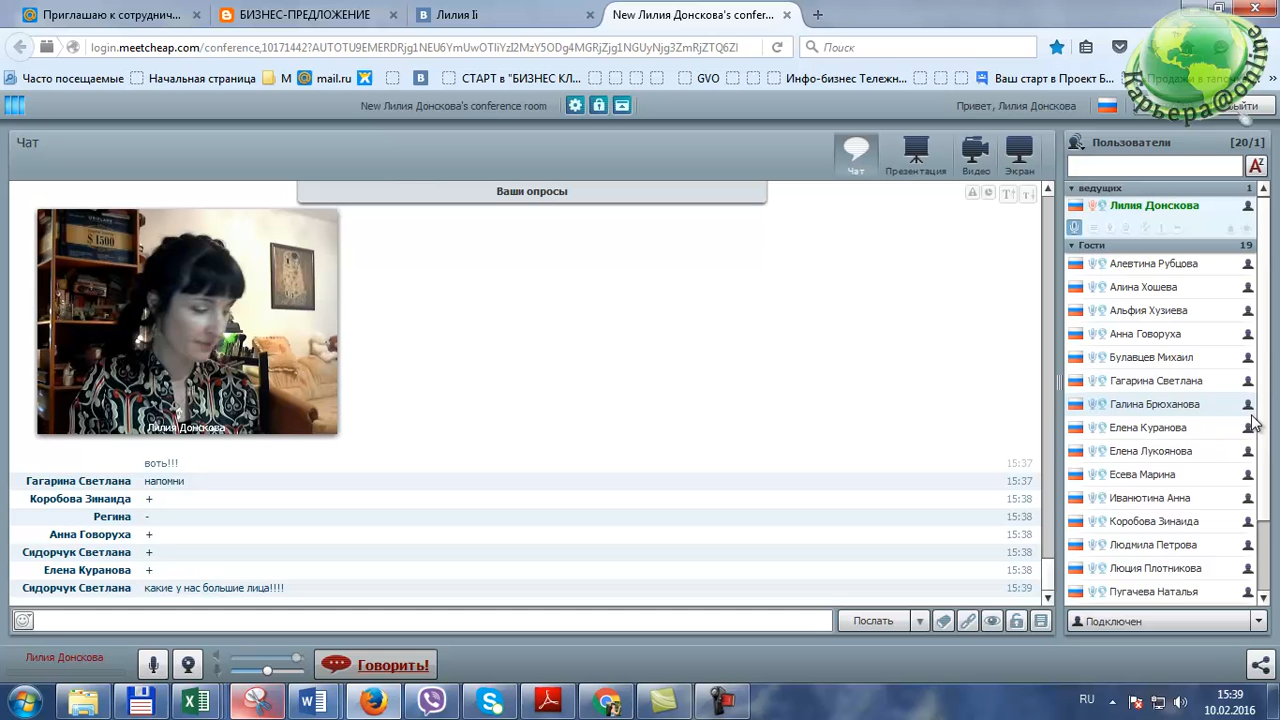 Приглашаю к сотрудничест...
БИЗНЕС-ПРЕДЛОЖЕНИЕ
Лилия Ii
New Лилия Донскова's confer...
login.meetcheap.com/conference,10171442?
Поиск
Часто посещаемые
Начальная страница
M
mail.ru
СТАРТ в "БИЗНЕС КЛ...
GVO
Инфо-бизнес Тележн...
Ваш старт в Проект Б...
Продажи в тапочк...
Карьера@online
New Лилия Донскова's conference room
Привет, Лилия Донскова
Чат
Чат
Презентация
Видео
Экран
Ваши опросы
ORIFLAME
$ 1500
Лилия Донскова
воть!!! 15:37
Гагарина Светлана напомни 15:37
Коробова Зинаида + 15:38
Регина - 15:38
Анна Говоруха + 15:38
Сидорчук Светлана + 15:38
Елена Куранова + 15:38
Сидорчук Светлана какие у нас большие лица!!!! 15:39
Послать
Пользователи [20/1]
ведущих 1
Лилия Донскова
Гости 19
Алевтина Рубцова
Алина Хошева
Альфия Хузиева
Анна Говоруха
Булавцев Михаил
Гагарина Светлана
Галина Брюханова
Елена Куранова
Елена Лукоянова
Есева Марина
Иванютина Анна
Коробова Зинаида
Людмила Петрова
Люция Плотникова
Пугачева Наталья
Подключен
Лилия Донскова
Говорить!
RU
15:39
10.02.2016